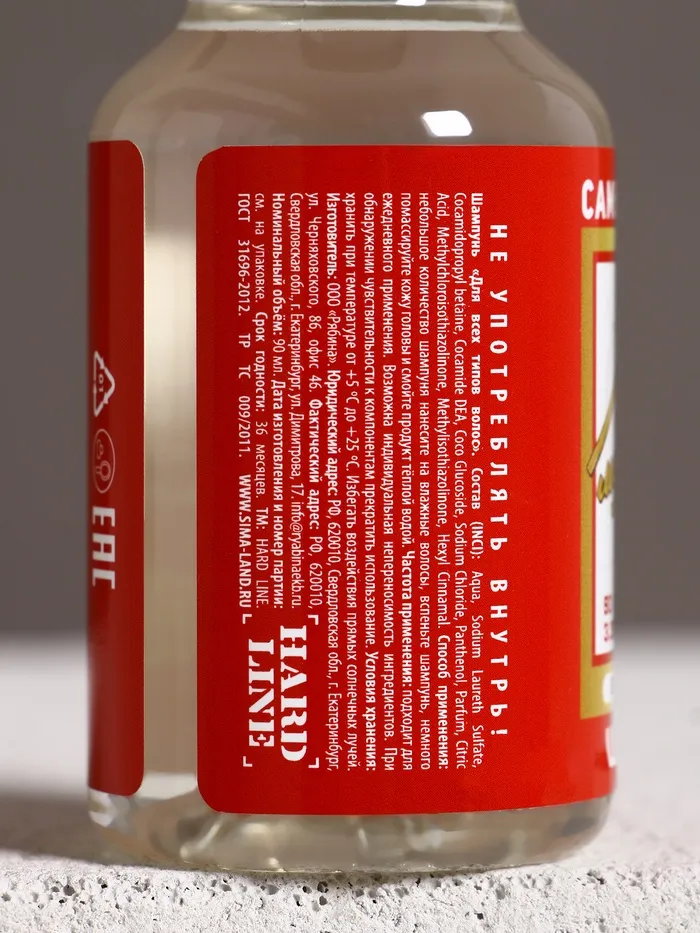 НЕ УПОТРЕБЛЯТЬ ВНУТРЬ!
Шампунь «Для всех типов волос». Состав (INCI): Aqua, Sodium Laureth Sulfate,
Cocamidopropyl betaine, Cocamide DEA, Coco Glucoside, Sodium Chloride, Panthenol, Parfum, Citric
Acid, Methylchloroisothiazolinone, Methylisothiazolinone, Hexyl Cinnamal. Способ применения:
небольшое количество шампуня нанесите на влажные волосы, вспеньте шампунь, немного
помассируйте кожу головы и смойте продукт тёплой водой. Частота применения: подходит для
ежедневного применения. Возможна индивидуальная непереносимость ингредиентов. При
обнаружении чувствительности к компонентам прекратить использование. Условия хранения:
хранить при температуре от +5 °С до +25 °С. Избегать воздействия прямых солнечных лучей.
Изготовитель: ООО «Рябина». Юридический адрес: РФ, 620010, Свердловская обл., г. Екатеринбург,
ул. Черняховского, 86, офис 46. Фактический адрес: РФ, 620010,
Свердловская обл., г. Екатеринбург, ул. Димитрова, 17. info@ryabinaekb.ru.
Номинальный объём: 90 мл. Дата изготовления и номер партии:
см. на упаковке. Срок годности: 36 месяцев. ТМ: HARD LINE.
ГОСТ 31696-2012. ТР ТС 009/2011. WWW.SIMA-LAND.RU
HARD
LINE
EAC